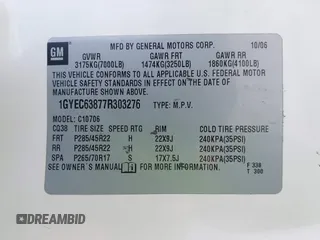 GM
MFD BY GENERAL MOTORS CORP. 10/06
GVWR GAWR FRT GAWR RR
3175KG(7000LB) 1474KG(3250LB) 1860KG(4100LB)
THIS VEHICLE CONFORMS TO ALL APPLICABLE U.S. FEDERAL MOTOR
VEHICLE SAFETY STANDARDS IN EFFECT ON THE DATE OF
MANUFACTURE SHOWN ABOVE.
1GYEC63877R303276 TYPE: M.P.V.
MODEL: C10706
CQ3B TIRE SIZE SPEED RTG RIM COLD TIRE PRESSURE
FRT P285/45R22 H 22X9J 240KPA(35PSI)
RR P285/45R22 H 22X9J 240KPA(35PSI)
SPA P265/70R17 S 17X7.5J 240KPA(35PSI)
SEE OWNER'S MANUAL FOR MORE INFORMATION.
F 338
T 300
DREAMBID